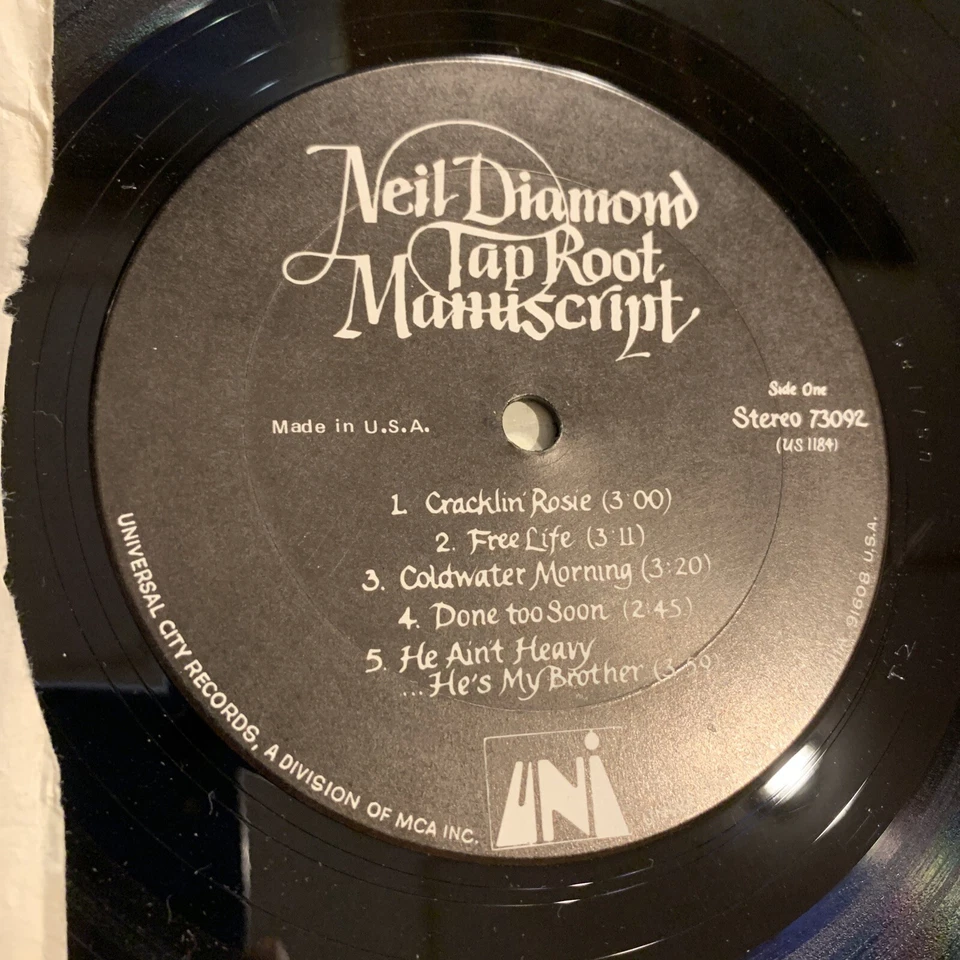 Neil Diamond
Tap Root
Manuscript
Side One
Made in U.S.A.
Stereo 73092
(US 1184)
1. Cracklin' Rosie (3:00)
2. Free Life (3:11)
3. Coldwater Morning (3:20)
4. Done too Soon (2:45)
5. He Ain't Heavy
...He's My Brother
UNIVERSAL CITY RECORDS, A DIVISION OF MCA INC.
91608 U.S.A.
UNI
T2